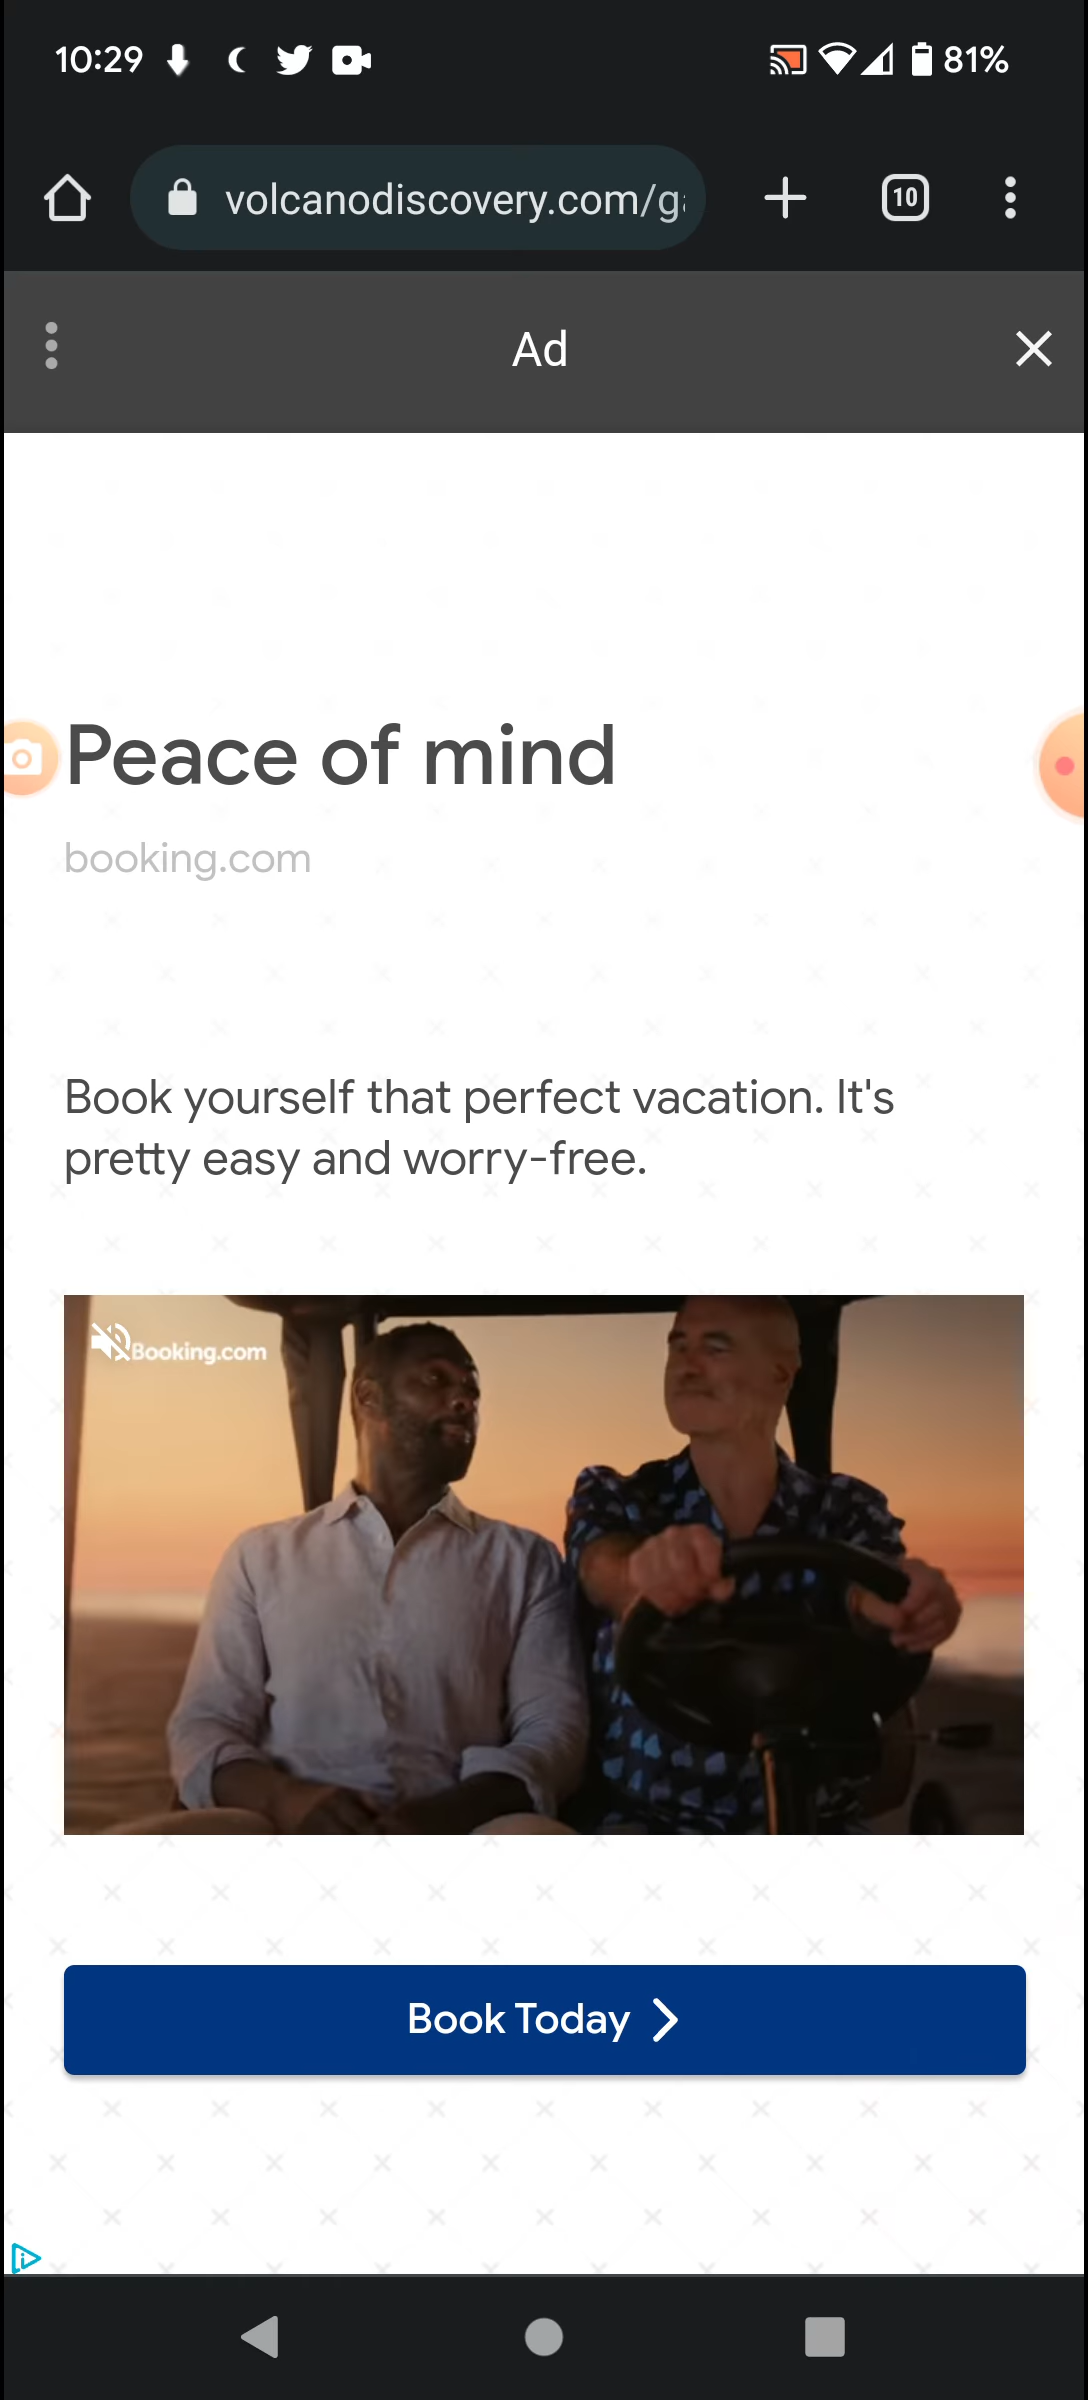 10:29
81%
volcanodiscovery.com/g
10
Ad
Peace of mind
booking.com
Book yourself that perfect vacation. It's
pretty easy and worry-free.
Booking.com
Book Today